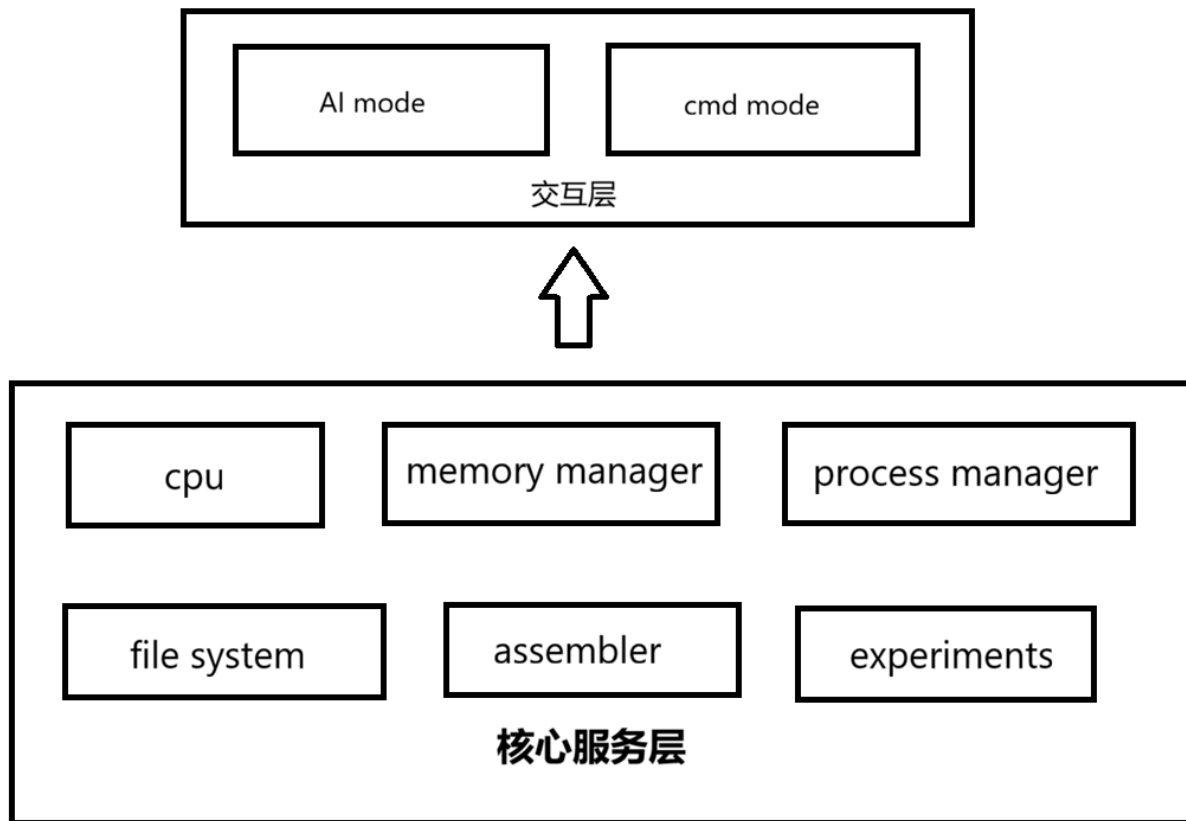 AI mode
cmd mode
交互层
cpu
memory manager
process manager
file system
assembler
experiments
核心服务层